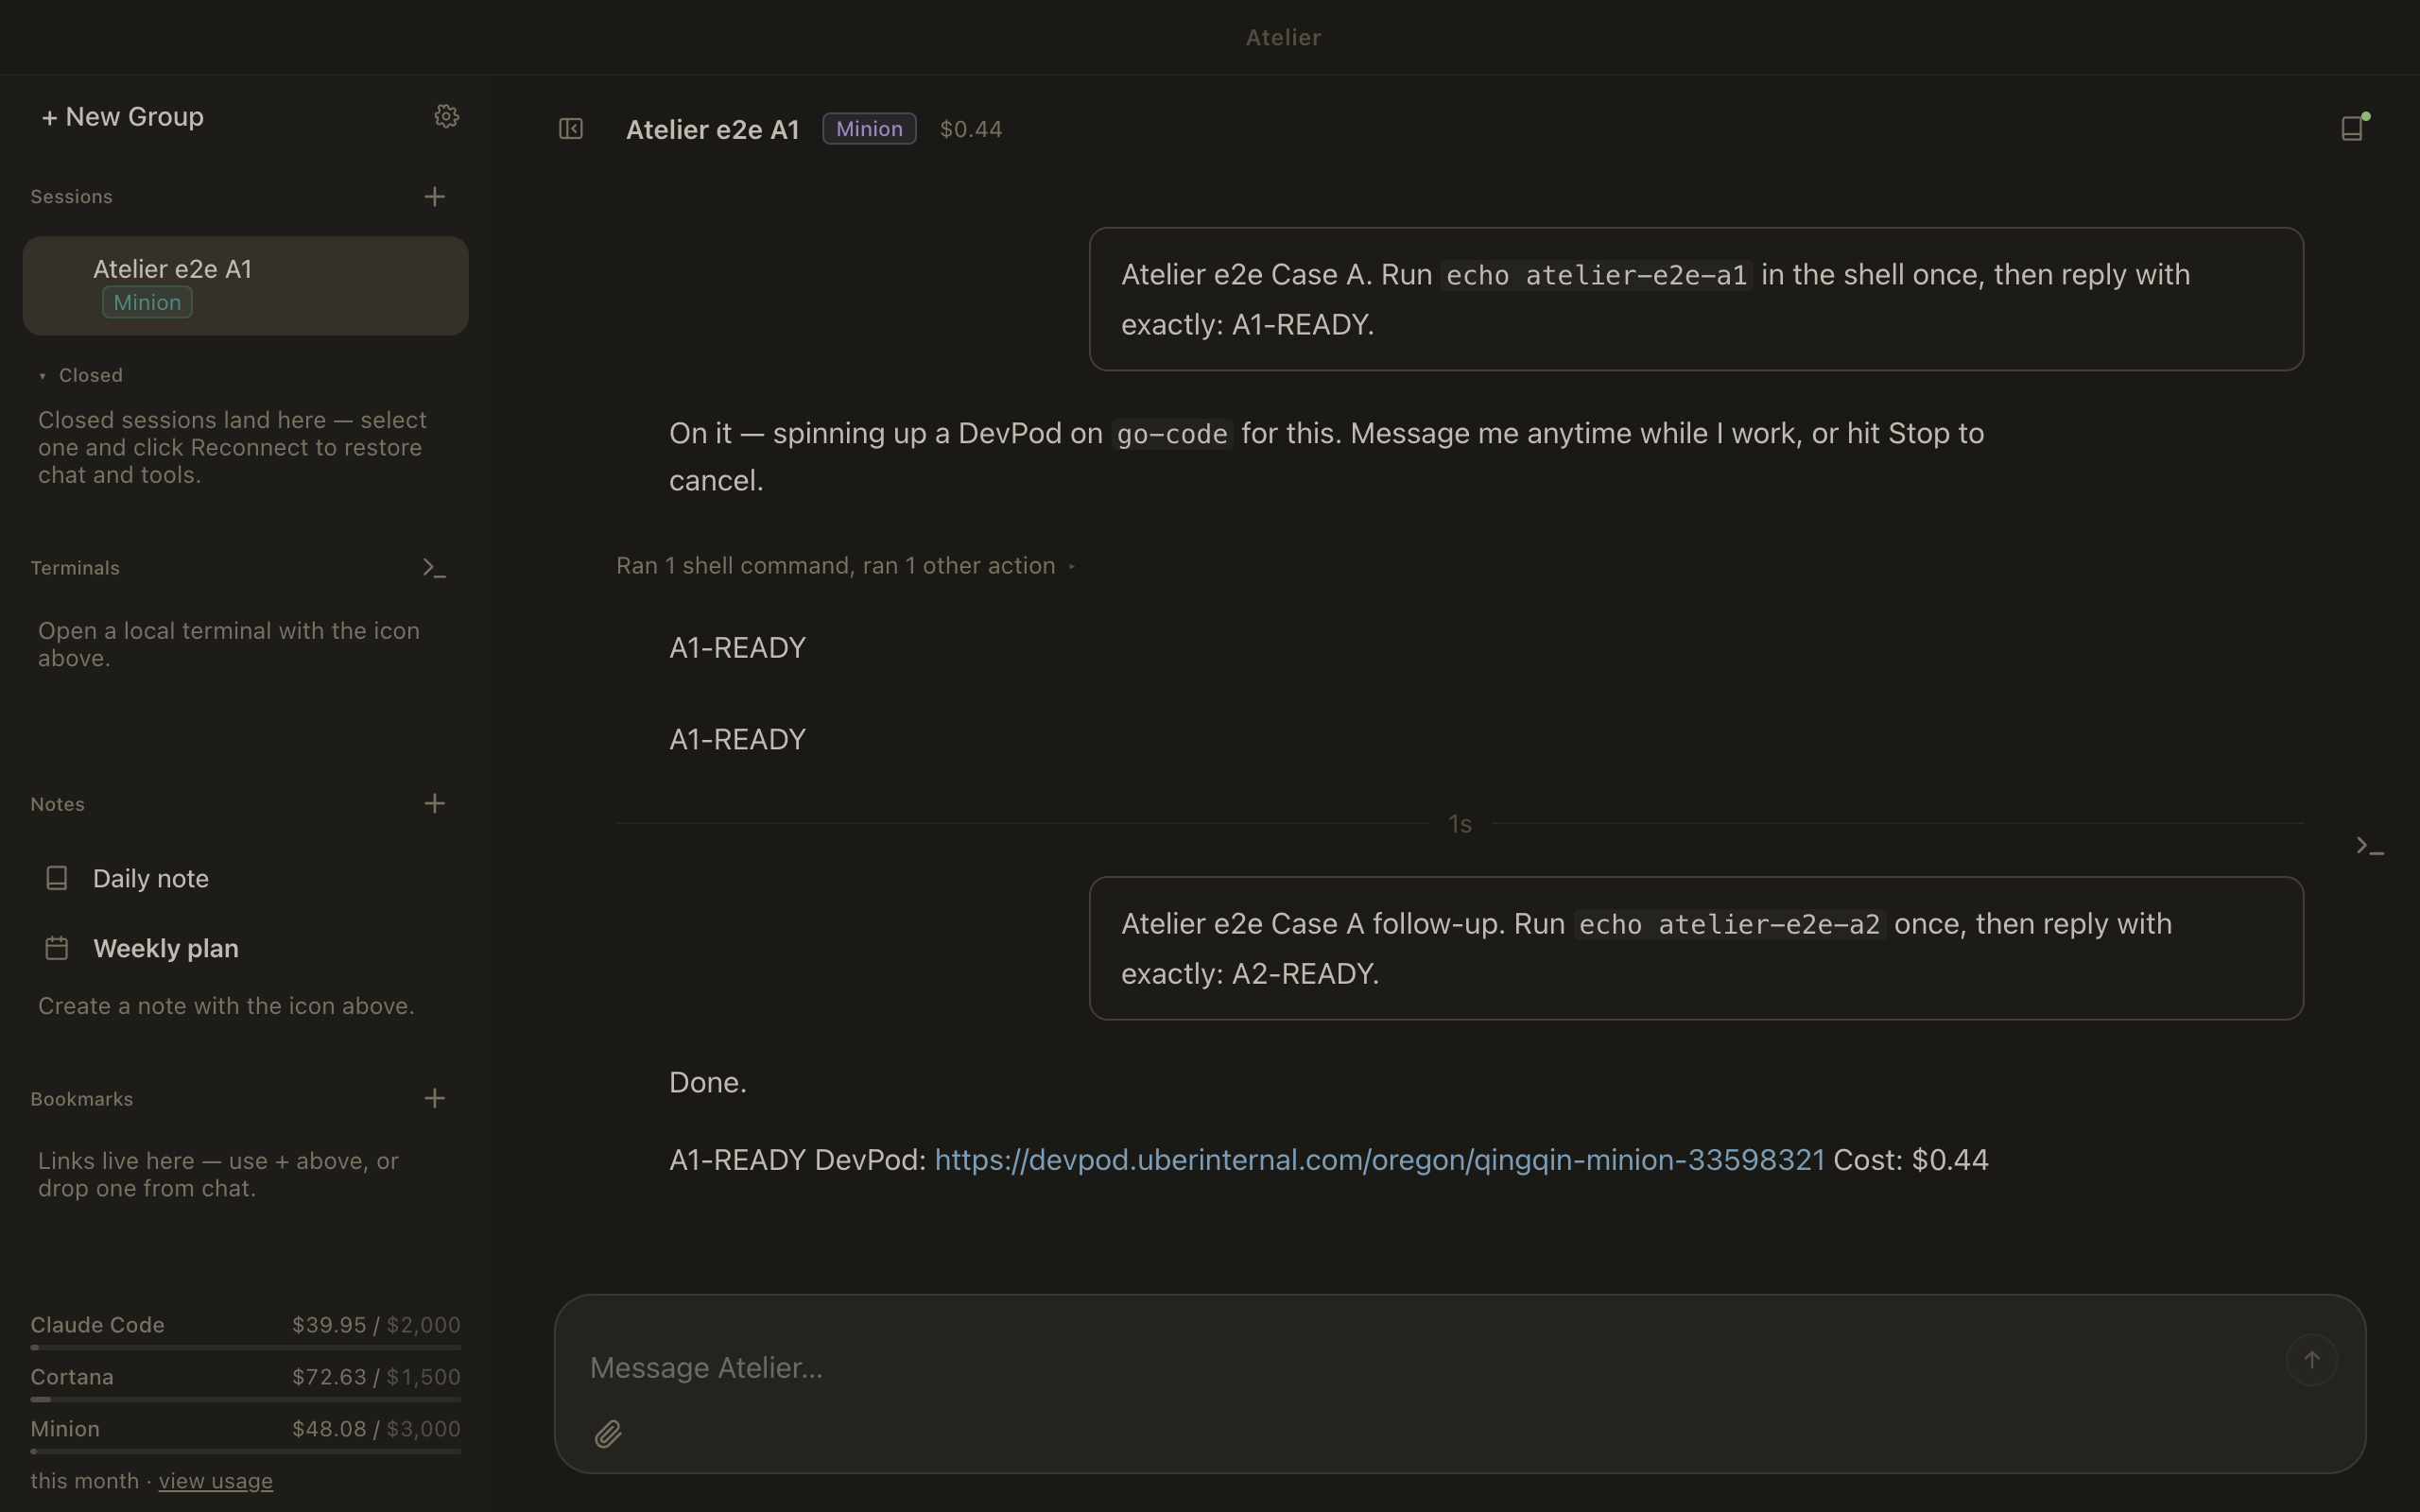 Atelier
+ New Group
Sessions
Atelier e2e A1
Minion
Closed
Closed sessions land here — select
one and click Reconnect to restore
chat and tools.
Terminals
Open a local terminal with the icon
above.
Notes
Daily note
Weekly plan
Create a note with the icon above.
Bookmarks
Links live here — use + above, or
drop one from chat.
Claude Code $39.95 / $2,000
Cortana $72.63 / $1,500
Minion $48.08 / $3,000
this month · view usage
Atelier e2e A1 Minion $0.44
Atelier e2e Case A. Run echo atelier-e2e-a1 in the shell once, then reply with
exactly: A1-READY.
On it — spinning up a DevPod on go-code for this. Message me anytime while I work, or hit Stop to
cancel.
Ran 1 shell command, ran 1 other action
A1-READY
A1-READY
1s
Atelier e2e Case A follow-up. Run echo atelier-e2e-a2 once, then reply with
exactly: A2-READY.
Done.
A1-READY DevPod: https://devpod.uberinternal.com/oregon/qingqin-minion-33598321 Cost: $0.44
Message Atelier...